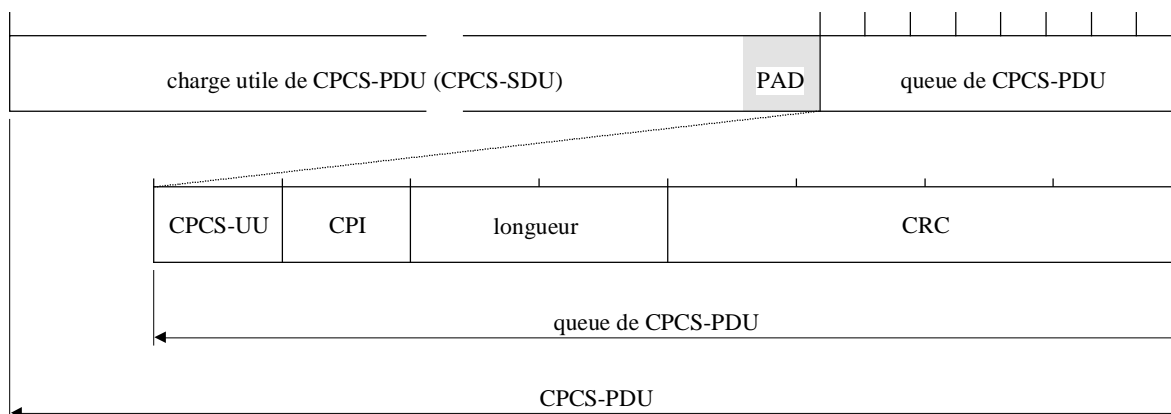 charge utile de CPCS-PDU (CPCS-SDU) PAD queue de CPCS-PDU
CPCS-UU CPI longueur CRC
queue de CPCS-PDU
CPCS-PDU